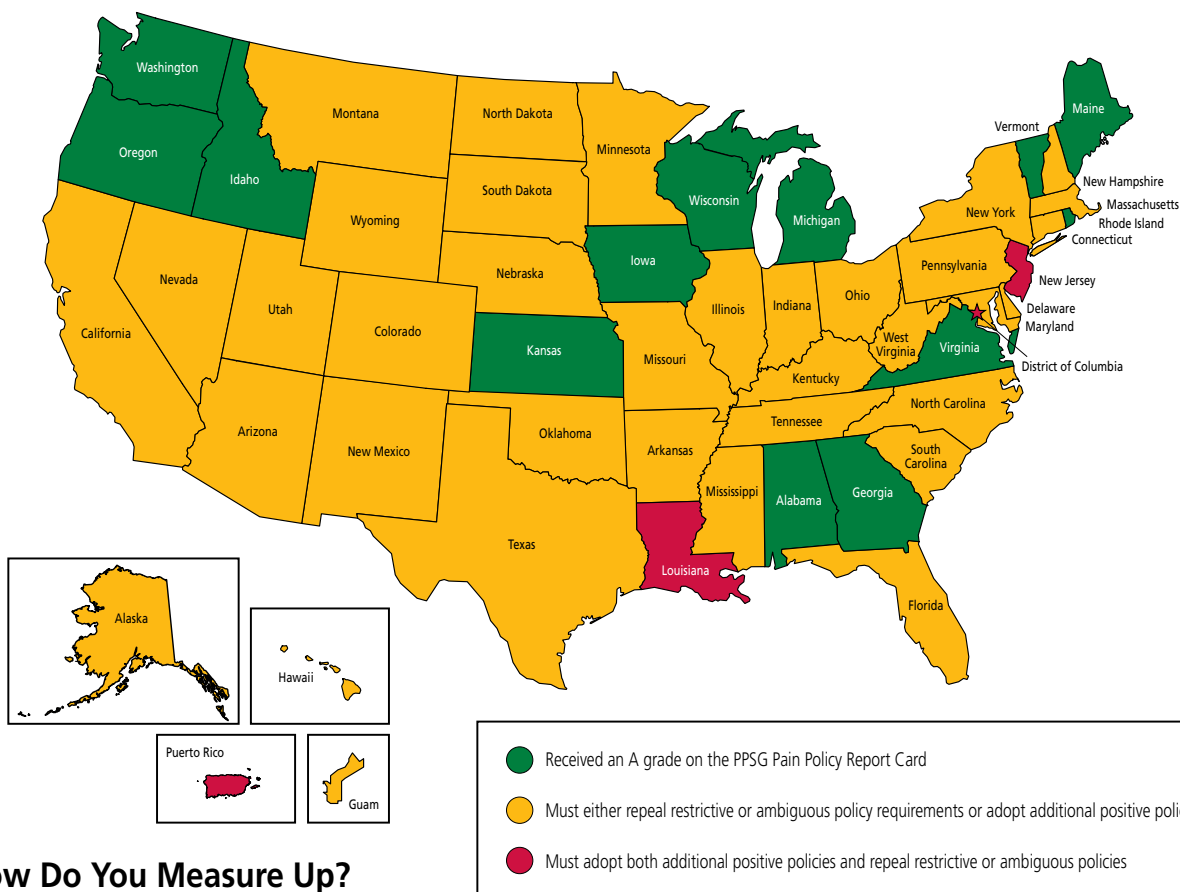 Washington
Oregon
Idaho
Montana
North Dakota
Minnesota
South Dakota
Wyoming
Wisconsin
Michigan
Vermont
Maine
New Hampshire
Massachusetts
Rhode Island
Connecticut
New York
Pennsylvania
New Jersey
Delaware
Maryland
District of Columbia
Nevada
Utah
California
Colorado
Nebraska
Iowa
Kansas
Illinois
Indiana
Ohio
West
Virginia
Virginia
Missouri
Kentucky
North Carolina
Tennessee
South
Carolina
Arizona
New Mexico
Oklahoma
Arkansas
Mississippi
Alabama
Georgia
Texas
Louisiana
Florida
Alaska
Hawaii
Puerto Rico
Guam
Received an A grade on the PPSG Pain Policy Report Card
Must either repeal restrictive or ambiguous policy requirements or adopt additional positive
Must adopt both additional positive policies and repeal restrictive or ambiguous policies
Do You Measure Up?